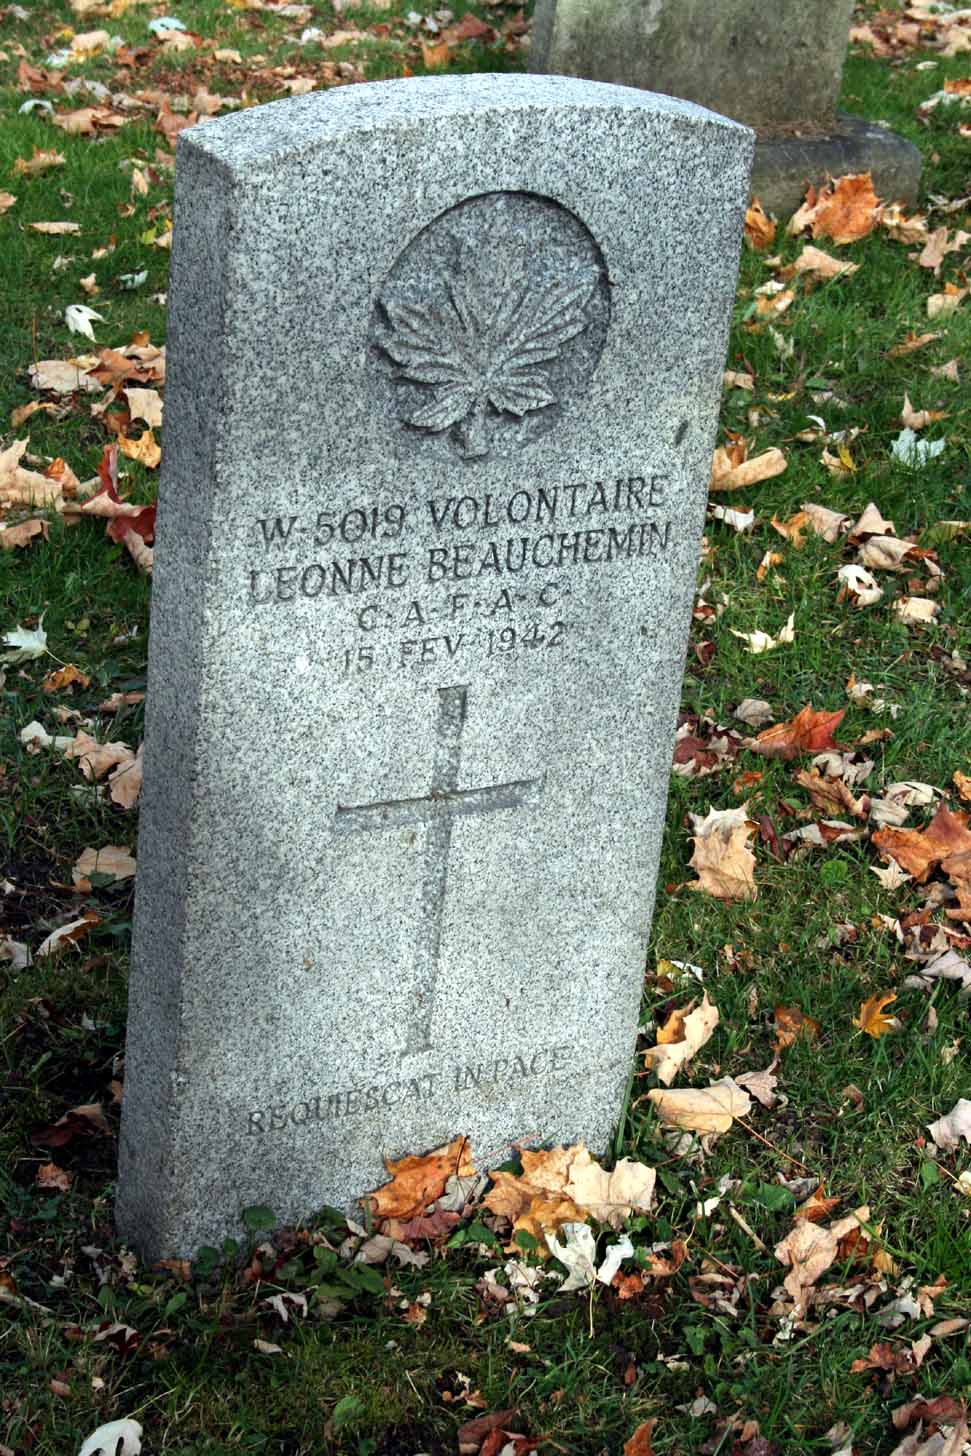 W-5019 VOLONTAIRE
LEONNE BEAUCHEMIN
C·A·F·A·C·
15 FEV 1942
REQUIESCAT IN PACE